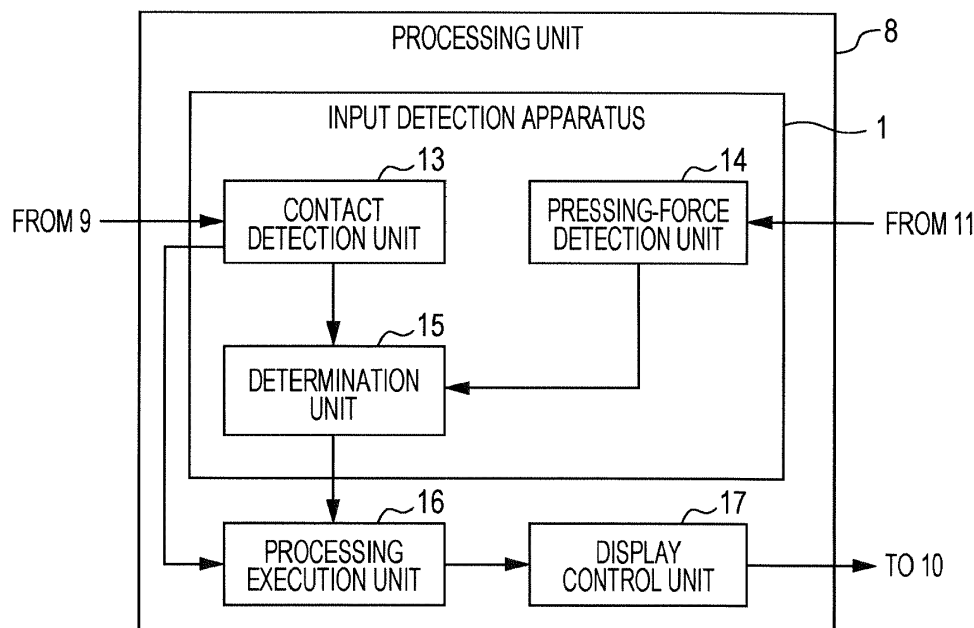 PROCESSING UNIT
8
INPUT DETECTION APPARATUS
1
13
14
FROM 9
CONTACT
DETECTION UNIT
PRESSING-FORCE
DETECTION UNIT
FROM 11
15
DETERMINATION
UNIT
16
17
PROCESSING
EXECUTION UNIT
DISPLAY
CONTROL UNIT
TO 10